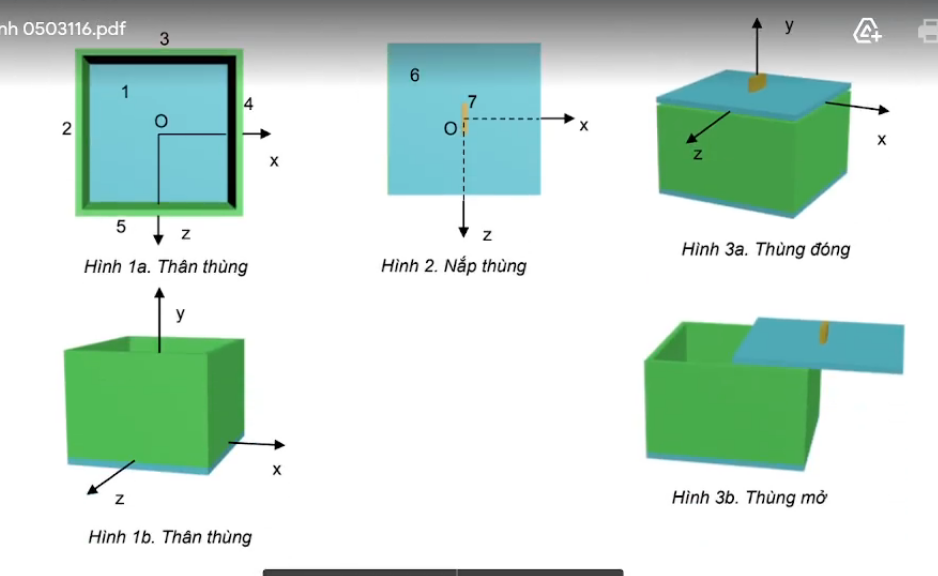 nh 0503116.pdf
3
1
O
4
2
x
5
z
Hình 1a. Thân thùng
6
7
O
x
z
Hình 2. Nắp thùng
y
x
z
Hình 3a. Thùng đóng
y
x
z
Hình 1b. Thân thùng
Hình 3b. Thùng mở